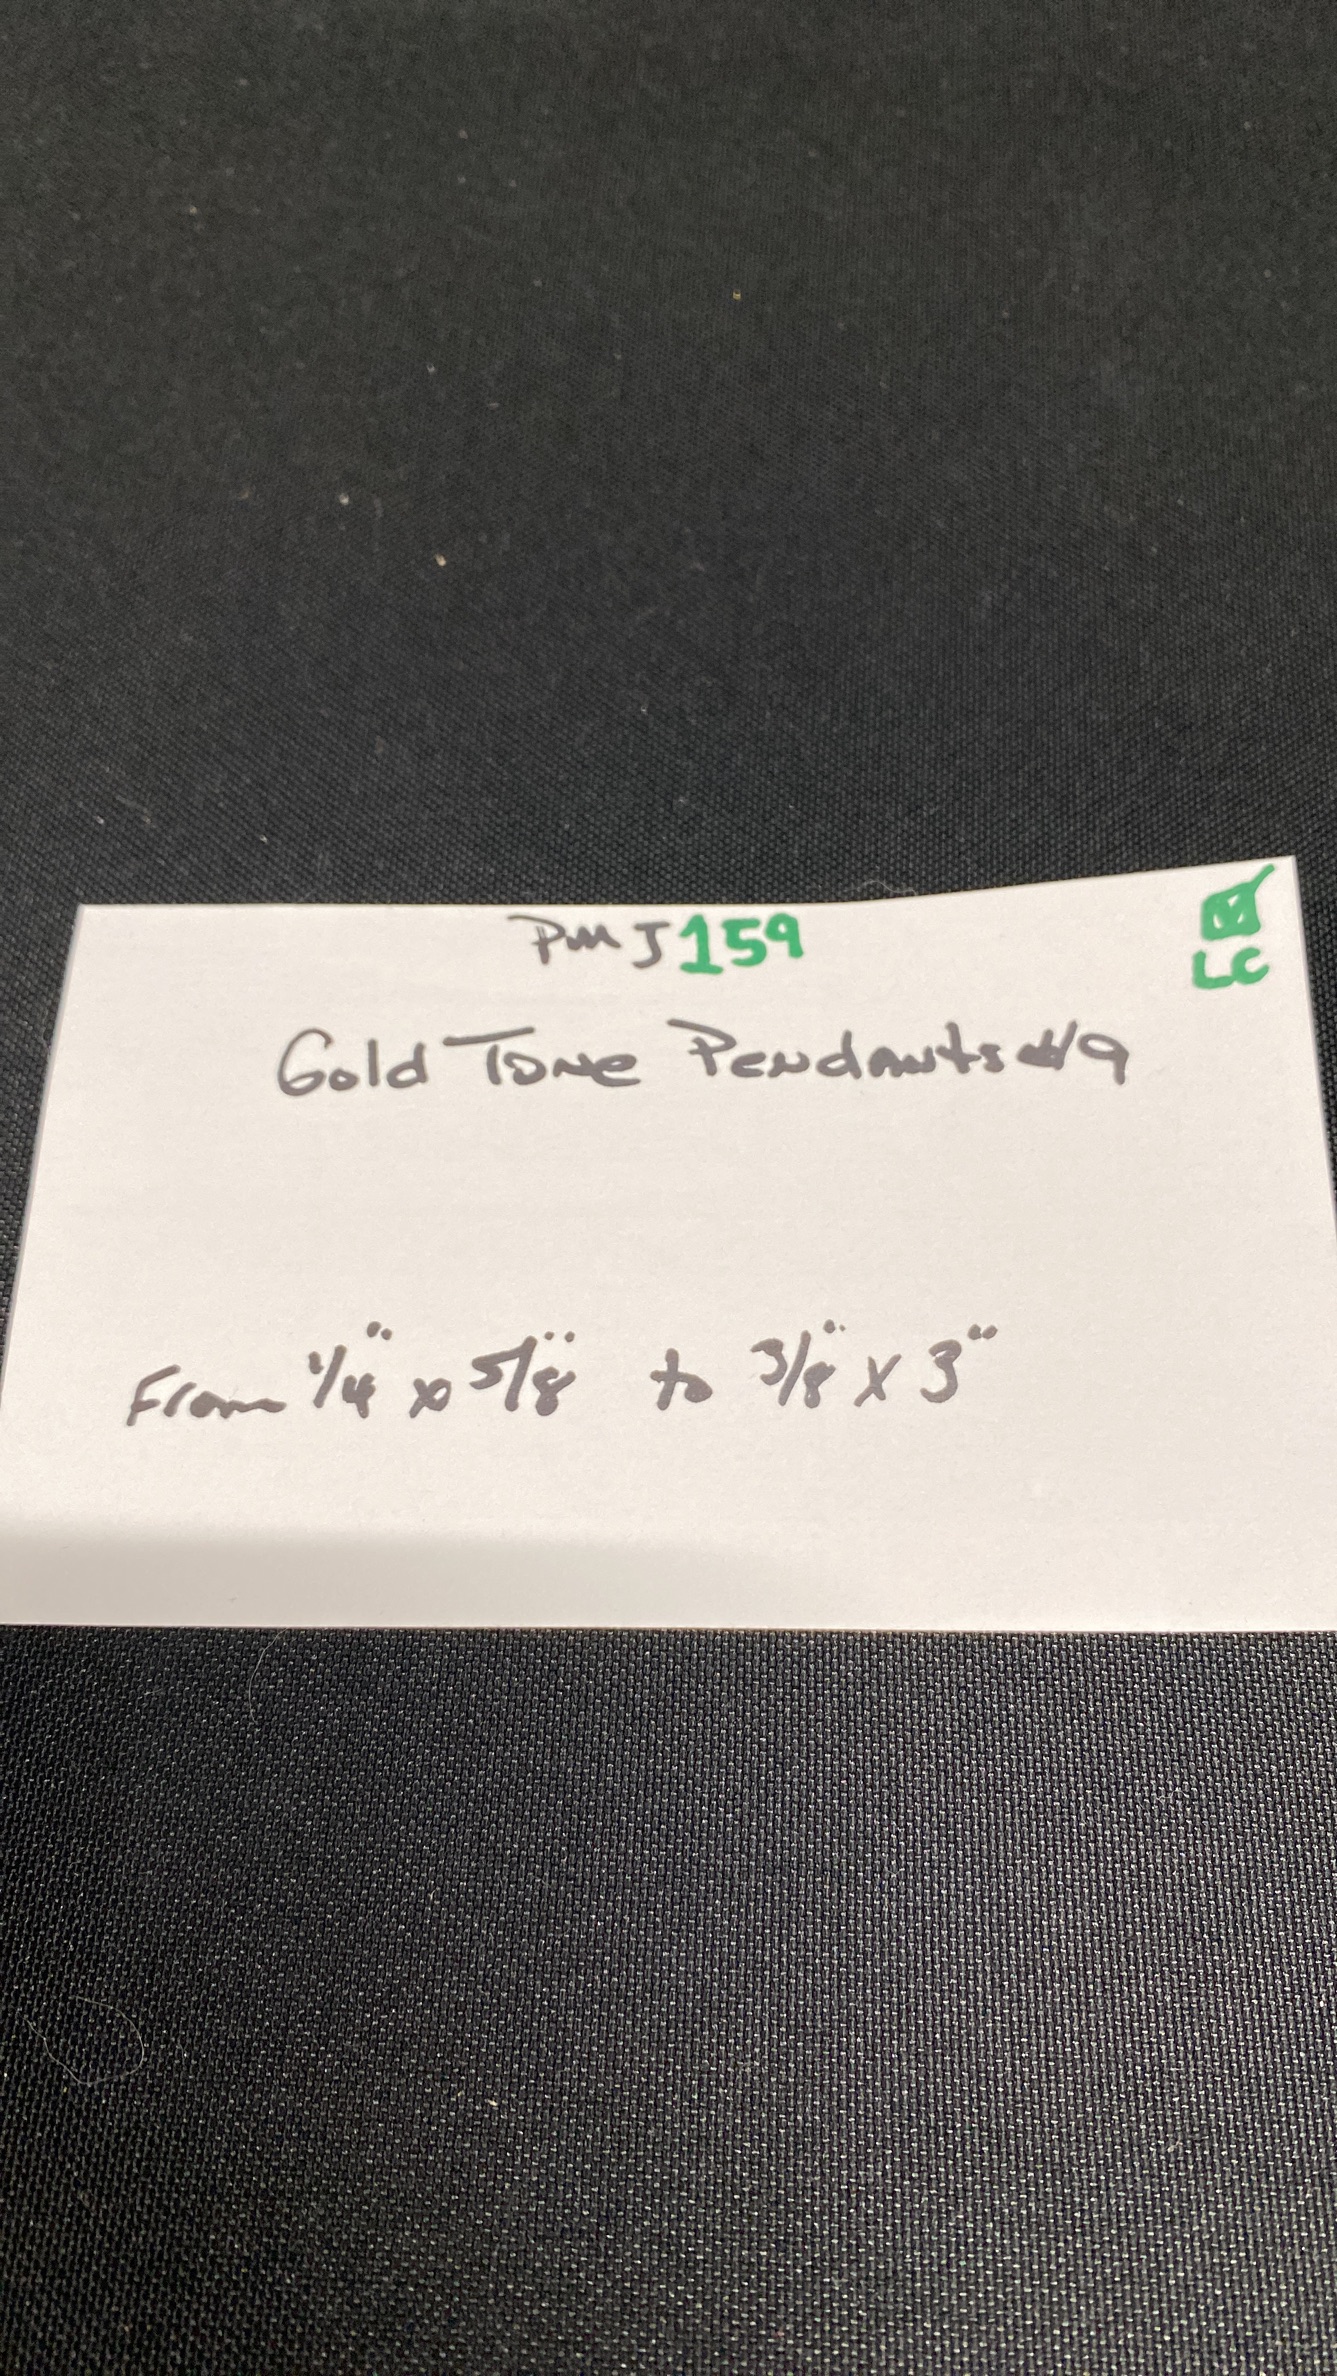 PMJ159
LC
Gold Tone Pendants #9
From 1/4" x 5/8" to 3/8" x 3"